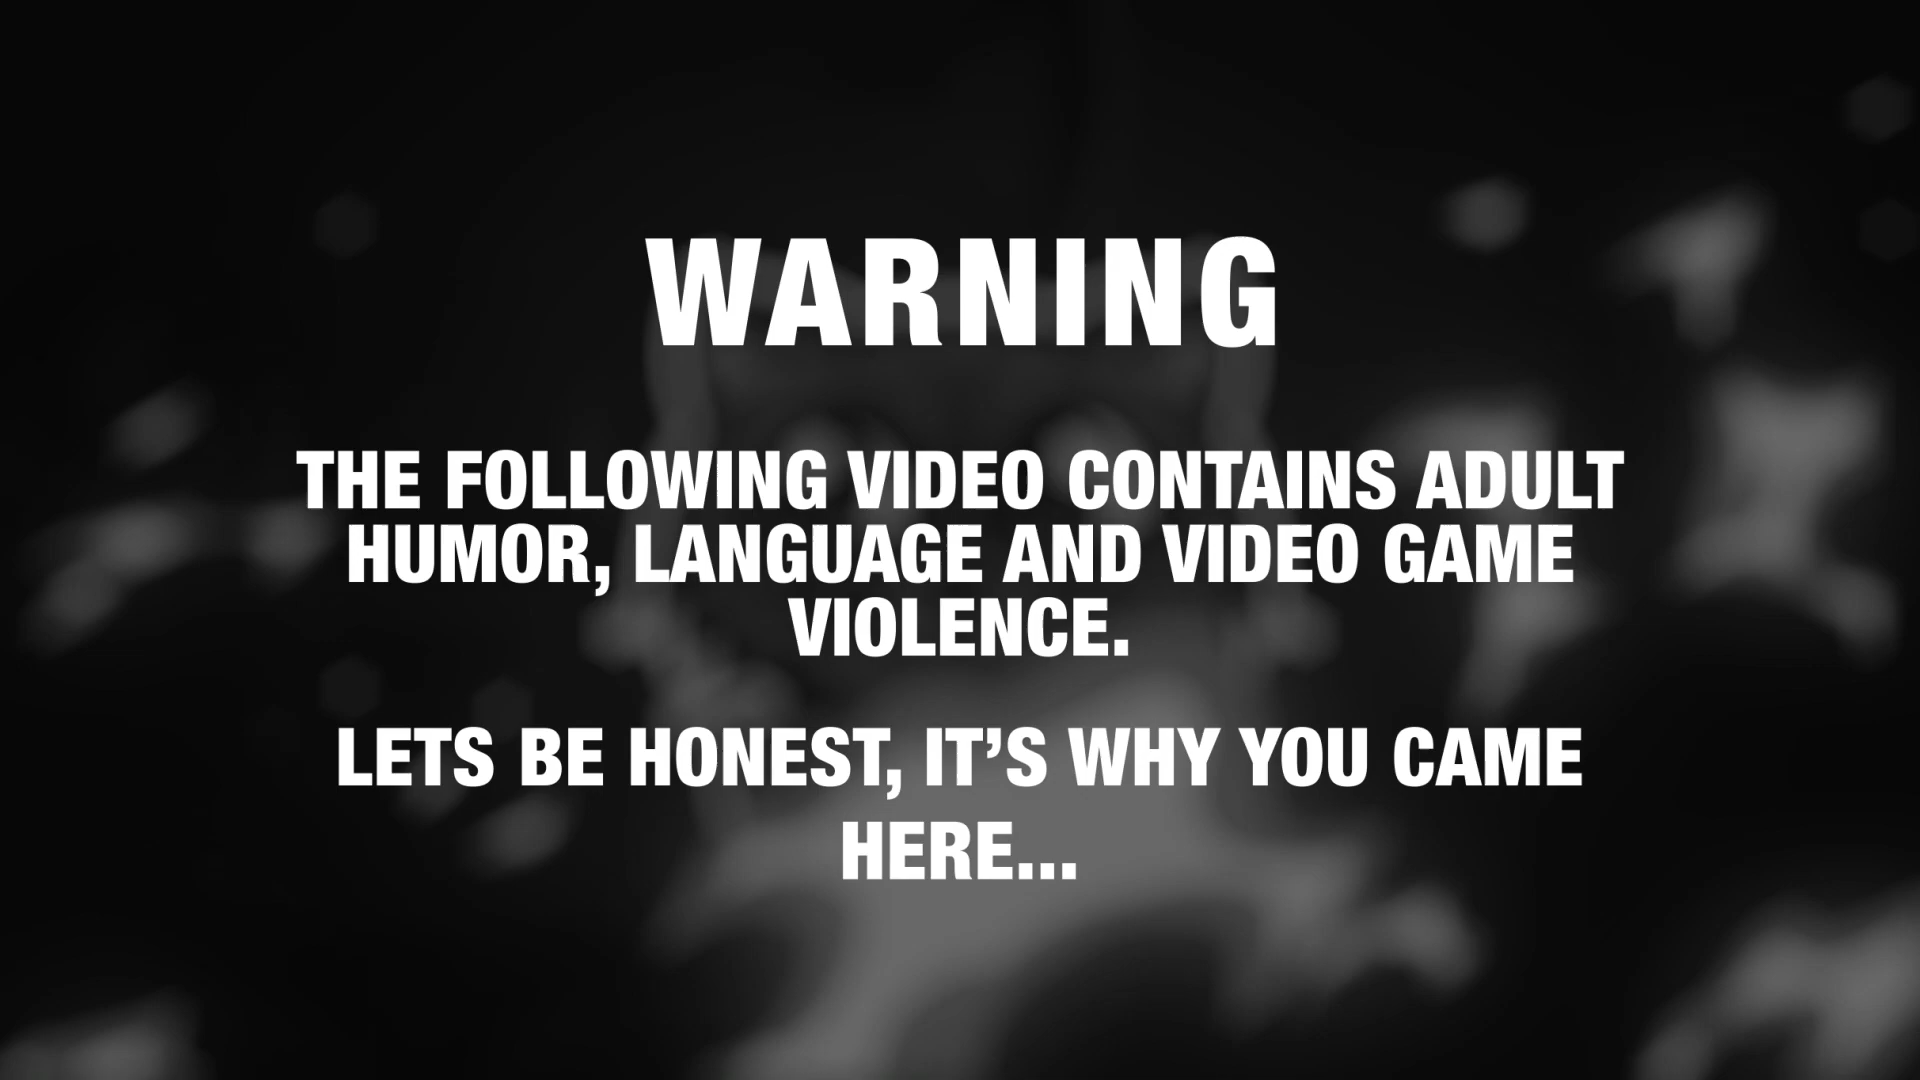 WARNING
THE FOLLOWING VIDEO CONTAINS ADULT
HUMOR, LANGUAGE AND VIDEO GAME
VIOLENCE.
LETS BE HONEST, IT’S WHY YOU CAME
HERE...